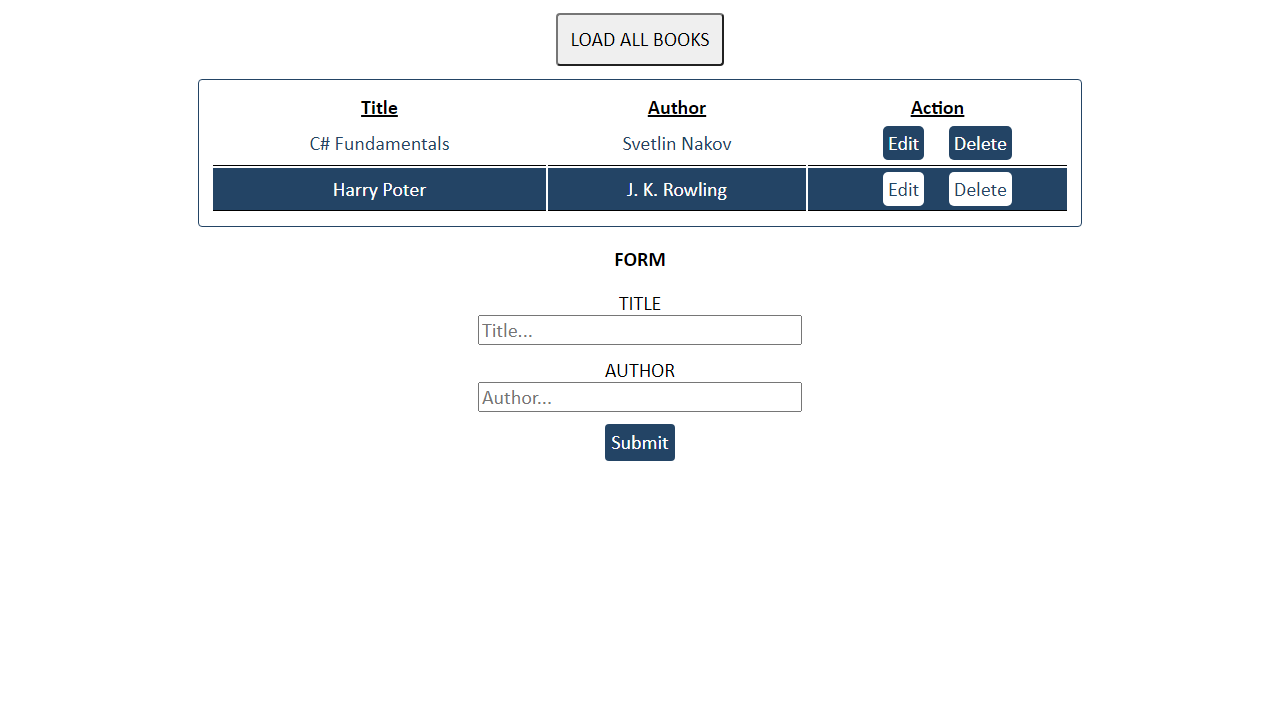 LOAD ALL BOOKS
Title Author Action
C# Fundamentals Svetlin Nakov Edit Delete
Harry Poter J. K. Rowling Edit Delete
FORM
TITLE
Title...
AUTHOR
Author...
Submit